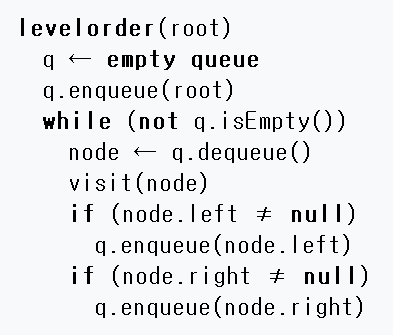 levelorder(root)
q ← empty queue
q.enqueue(root)
while (not q.isEmpty())
node ← q.dequeue()
visit(node)
if (node.left ≠ null)
q.enqueue(node.left)
if (node.right ≠ null)
q.enqueue(node.right)